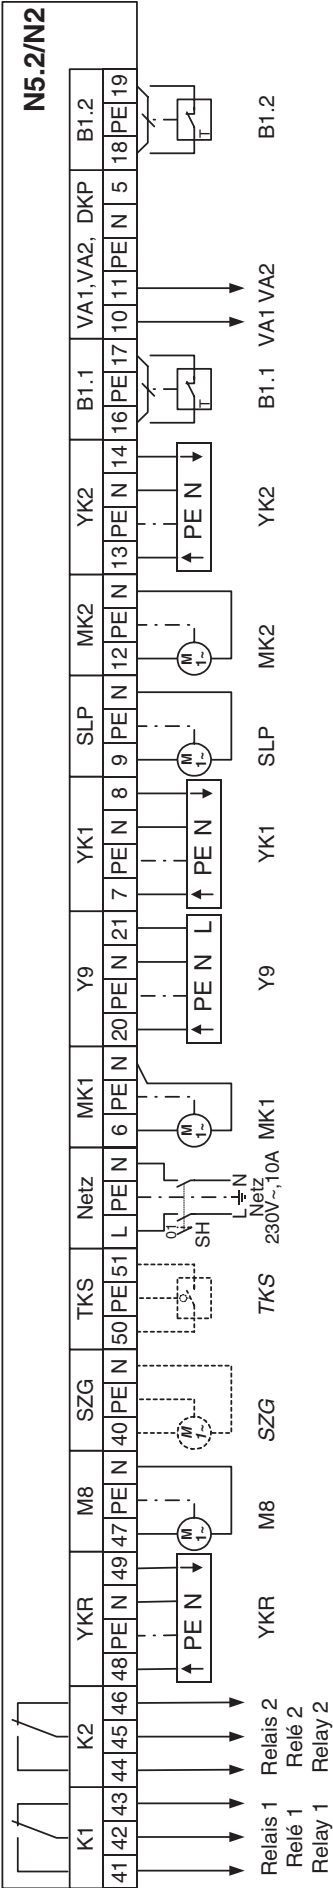 N5.2/N2
K1 K2 YKR M8 SZG TKS Netz MK1 Y9 YK1 SLP MK2 YK2 B1.1 VA1,VA2, DKP B1.2
41 42 43 44 45 46 48 PE N 49 47 PE N 40 PE N 50 PE 51 L PE N 6 PE N 20 PE N 21 7 PE N 8 9 PE N 12 PE N 13 PE N 14 16 PE 17 10 11 PE N 5 18 PE 19
PE N
M 1~
M 1~
01
SH
L N
M 1~
PE N L
PE N
M 1~
M 1~
PE N
T
T
Relais 1
Relé 1
Relay 1
Relais 2
Relé 2
Relay 2
YKR
M8
SZG
TKS
Netz
230V~,10A
MK1
Y9
YK1
SLP
MK2
YK2
B1.1
VA1 VA2
B1.2